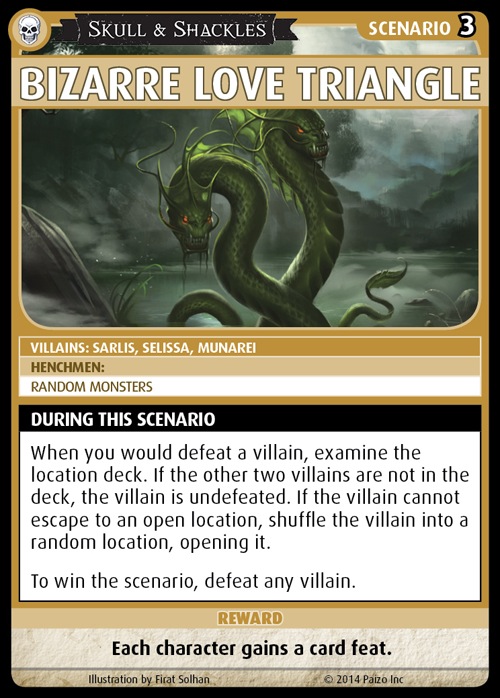 SKULL & SHACKLES
SCENARIO 3
BIZARRE LOVE TRIANGLE
VILLAINS: SARLIS, SELISSA, MUNAREI
HENCHMEN:
RANDOM MONSTERS
DURING THIS SCENARIO
When you would defeat a villain, examine the
location deck. If the other two villains are not in the
deck, the villain is undefeated. If the villain cannot
escape to an open location, shuffle the villain into a
random location, opening it.
To win the scenario, defeat any villain.
REWARD
Each character gains a card feat.
Illustration by Firat Solhan © 2014 Paizo Inc